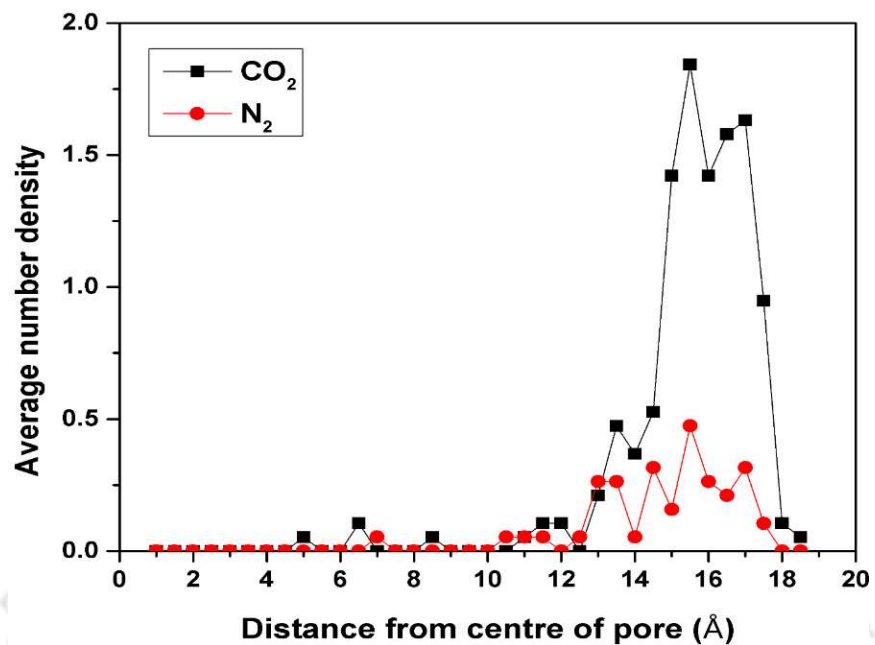 2.0
1.5
1.0
0.5
0.0
0 2 4 6 8 10 12 14 16 18 20
Average number density
Distance from centre of pore (Å)
CO₂
N₂